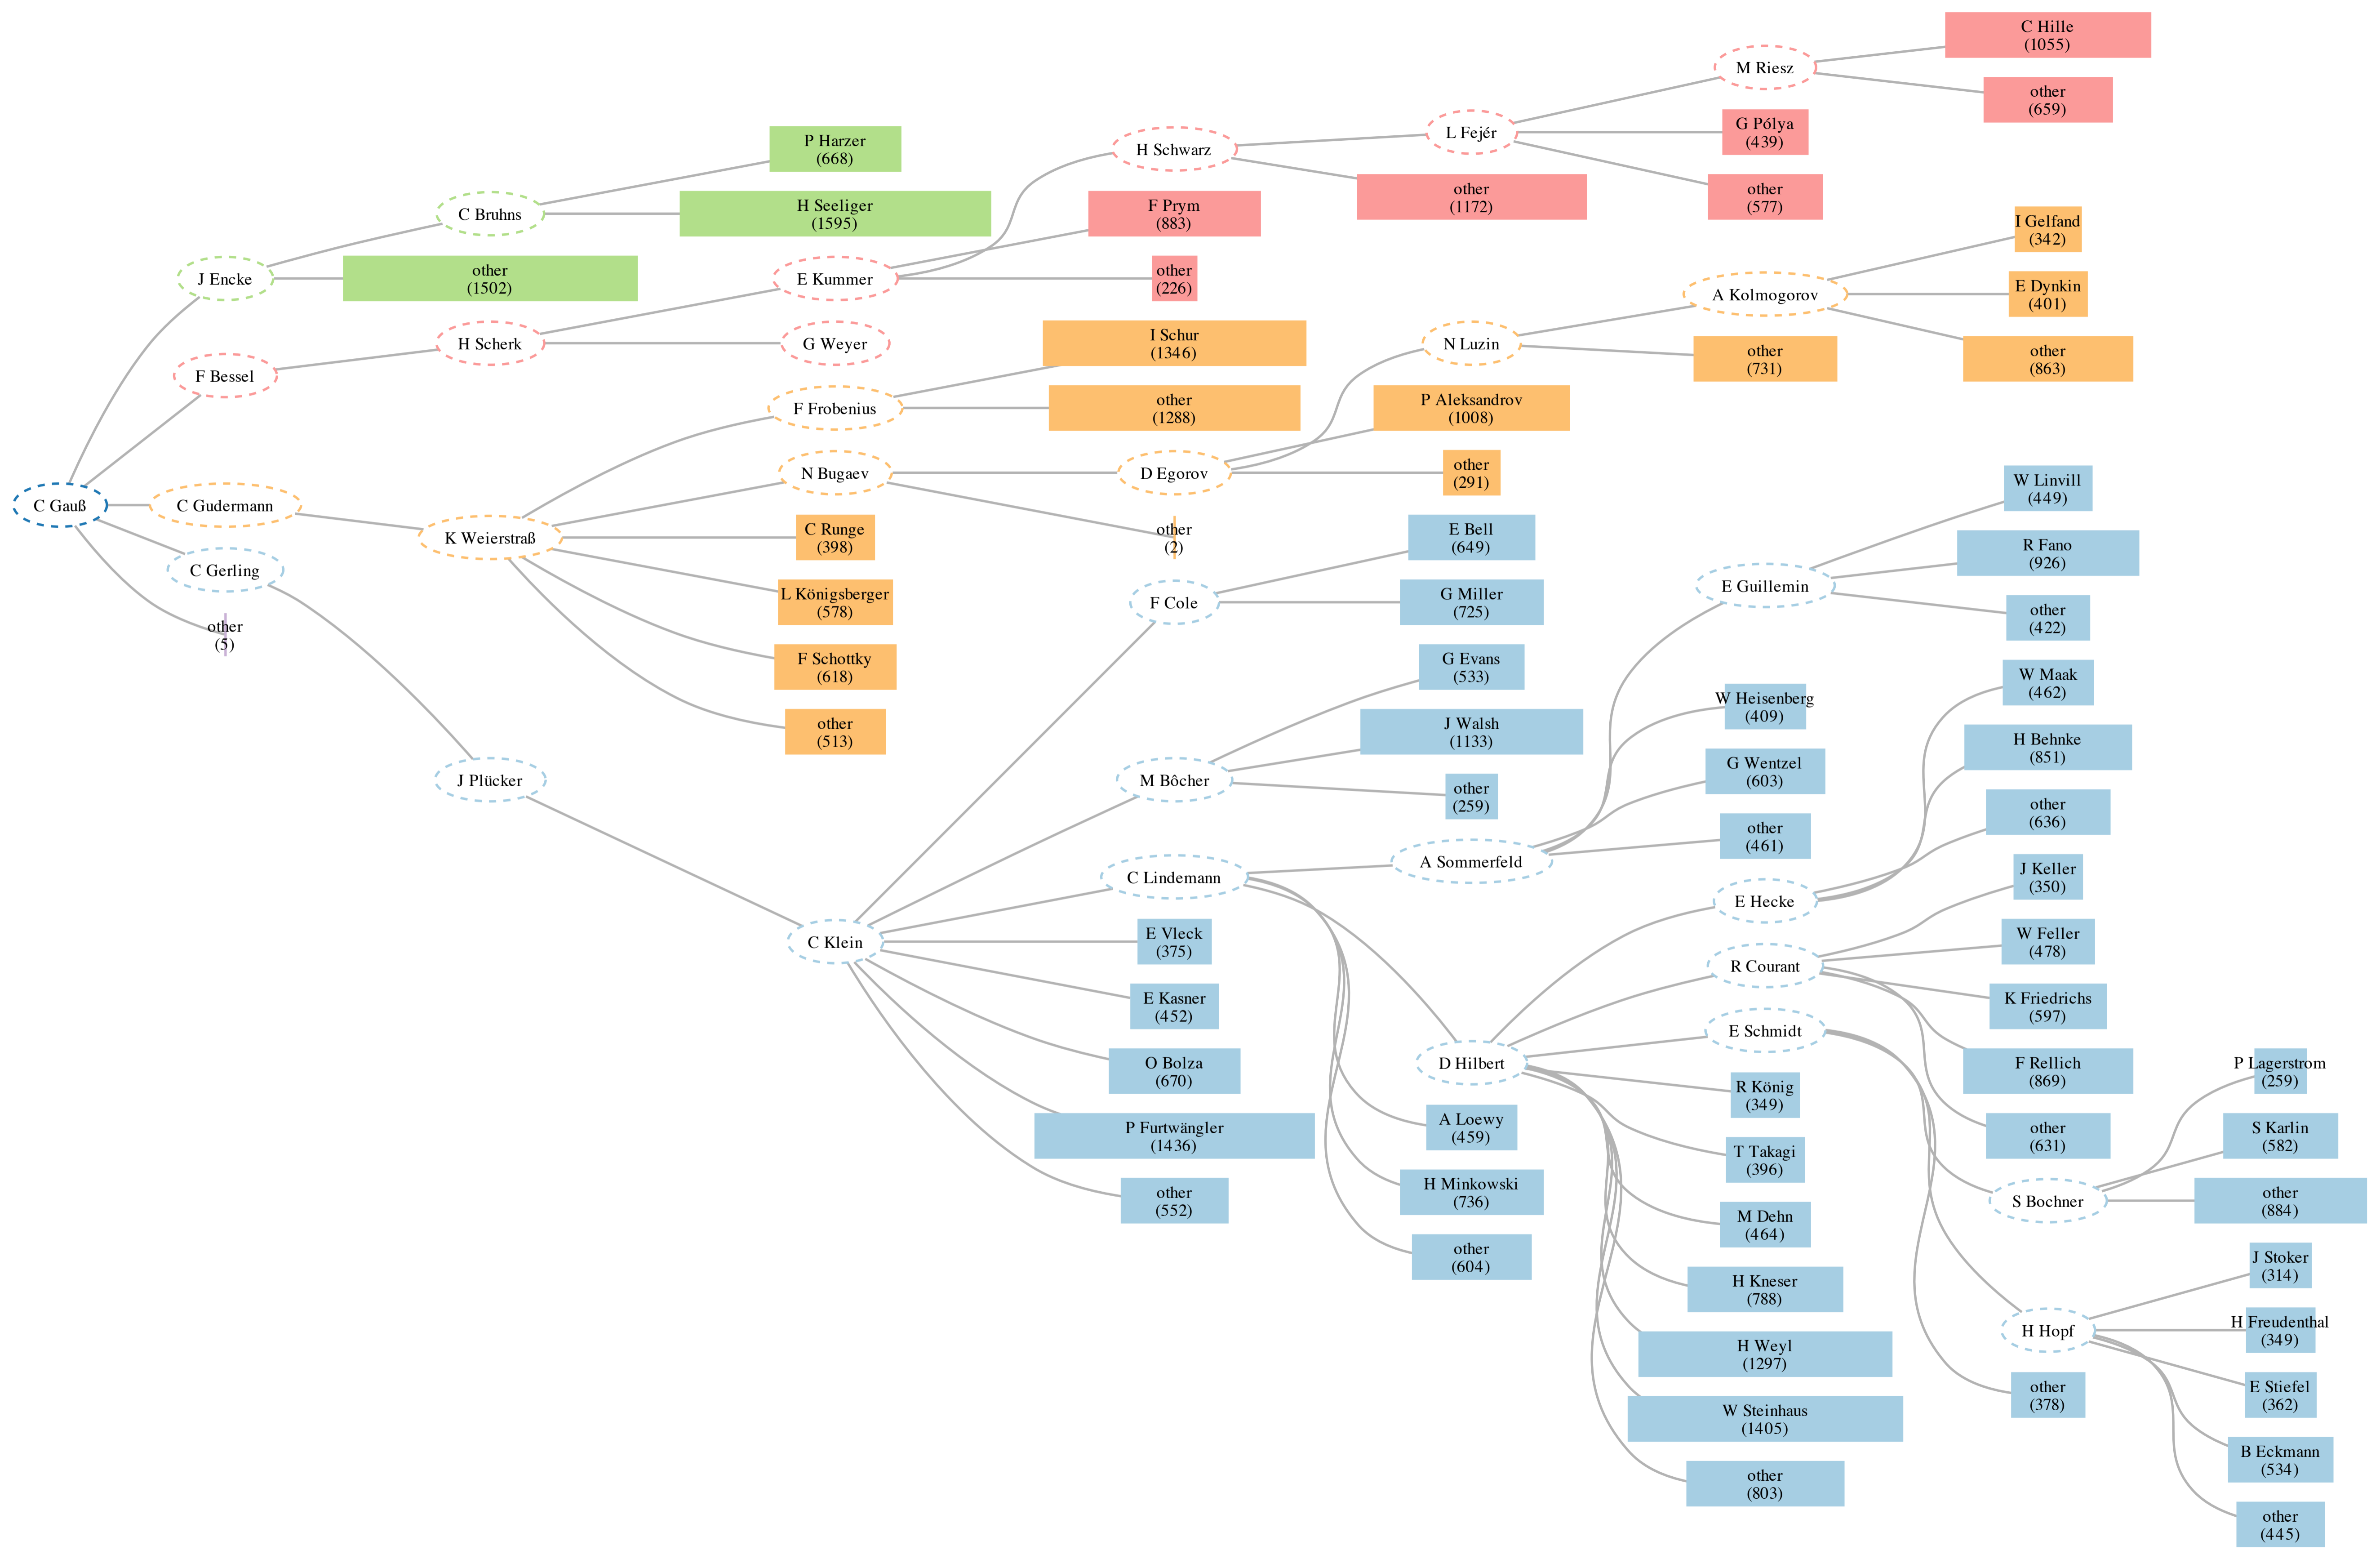 C Gauß
J Encke
F Bessel
C Gudermann
C Gerling
other
(5)
C Bruhns
other
(1502)
H Scherk
K Weierstraß
J Plücker
P Harzer
(668)
H Seeliger
(1595)
E Kummer
G Weyer
F Frobenius
N Bugaev
C Runge
(398)
L Königsberger
(578)
F Schottky
(618)
other
(513)
C Klein
H Schwarz
F Prym
(883)
other
(226)
I Schur
(1346)
other
(1288)
D Egorov
other
(2)
F Cole
M Bôcher
C Lindemann
E Vleck
(375)
E Kasner
(452)
O Bolza
(670)
P Furtwängler
(1436)
other
(552)
L Fejér
other
(1172)
N Luzin
P Aleksandrov
(1008)
other
(291)
E Bell
(649)
G Miller
(725)
G Evans
(533)
J Walsh
(1133)
other
(259)
A Sommerfeld
D Hilbert
A Loewy
(459)
H Minkowski
(736)
other
(604)
M Riesz
G Pólya
(439)
other
(577)
A Kolmogorov
other
(731)
E Guillemin
W Heisenberg
(409)
G Wentzel
(603)
other
(461)
E Hecke
R Courant
E Schmidt
R König
(349)
T Takagi
(396)
M Dehn
(464)
H Kneser
(788)
H Weyl
(1297)
W Steinhaus
(1405)
other
(803)
C Hille
(1055)
other
(659)
I Gelfand
(342)
E Dynkin
(401)
other
(863)
W Linvill
(449)
R Fano
(926)
other
(422)
W Maak
(462)
H Behnke
(851)
other
(636)
J Keller
(350)
W Feller
(478)
K Friedrichs
(597)
F Rellich
(869)
other
(631)
S Bochner
H Hopf
other
(378)
P Lagerstrom
(259)
S Karlin
(582)
other
(884)
J Stoker
(314)
H Freudenthal
(349)
E Stiefel
(362)
B Eckmann
(534)
other
(445)